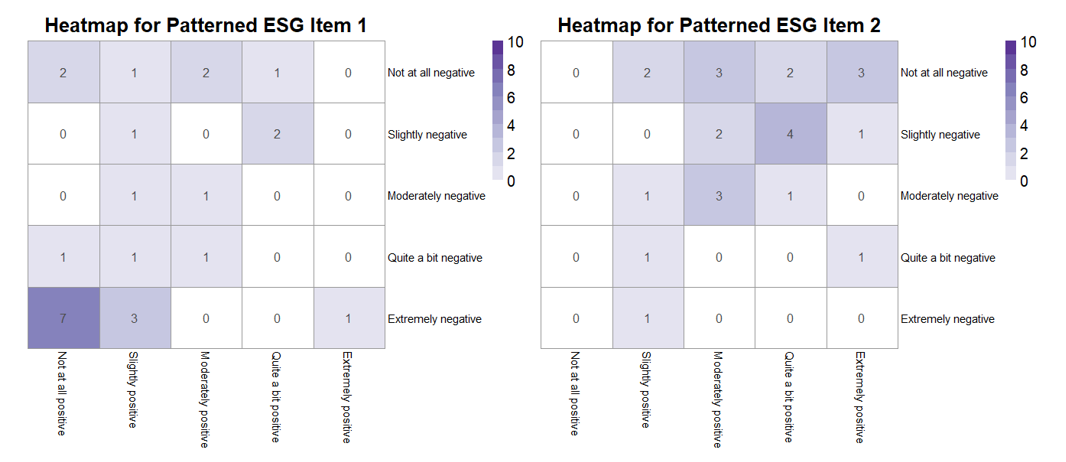 Heatmap for Patterned ESG Item 1
2 1 2 1 0 Not at all negative
0 1 0 2 0 Slightly negative
0 1 1 0 0 Moderately negative
1 1 1 0 0 Quite a bit negative
7 3 0 0 1 Extremely negative
Not at all positive
Slightly positive
Moderately positive
Quite a bit positive
Extremely positive
10
8
6
4
2
0
Heatmap for Patterned ESG Item 2
0 2 3 2 3 Not at all negative
0 0 2 4 1 Slightly negative
0 1 3 1 0 Moderately negative
0 1 0 0 1 Quite a bit negative
0 1 0 0 0 Extremely negative
Not at all positive
Slightly positive
Moderately positive
Quite a bit positive
Extremely positive
10
8
6
4
2
0